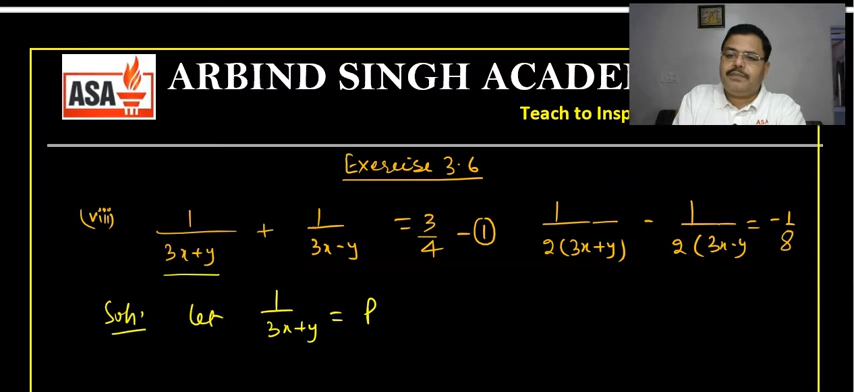 ASA
ARBIND SINGH ACADE
Teach to Insp
ASA
Exercise 3.6
(viii) 1/(3x+y) + 1/(3x-y) = 3/4 - ① 1/2(3x+y) - 1/2(3x-y = -1/8
Soln. Let 1/(3x+y) = P